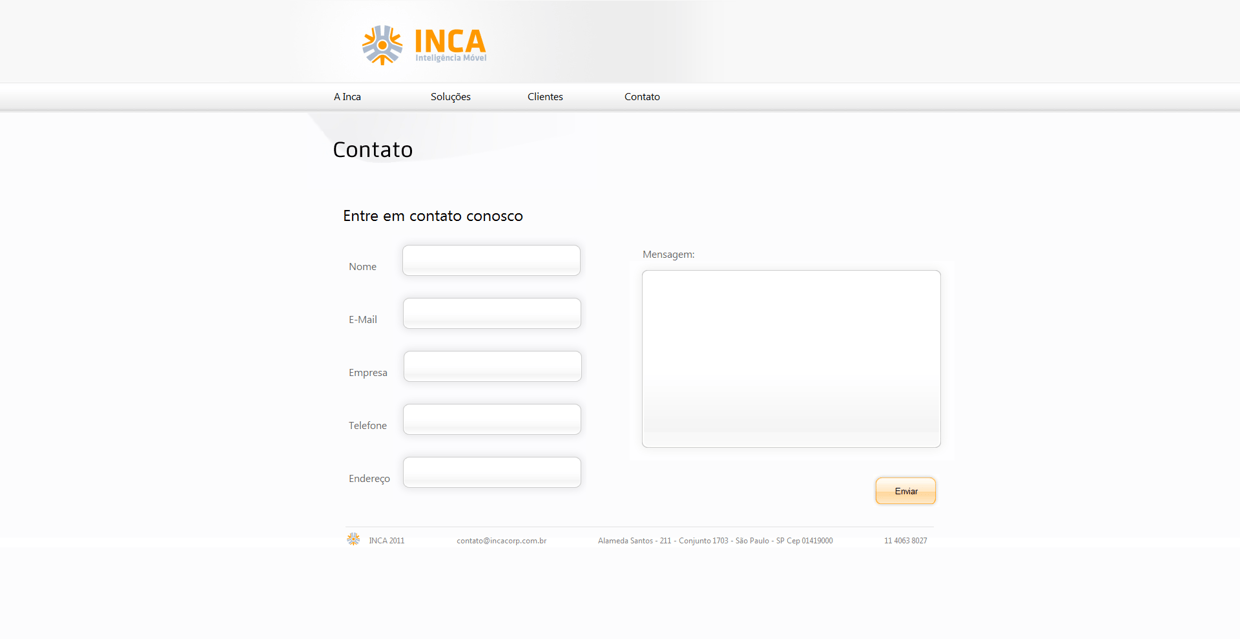 INCA
Inteligência Móvel
A Inca Soluções Clientes Contato
Contato
Entre em contato conosco
Nome
E-Mail
Empresa
Telefone
Endereço
Mensagem:
Enviar
INCA 2011 contato@incacorp.com.br Alameda Santos - 211 - Conjunto 1703 - São Paulo - SP Cep 01419000 11 4063 8027